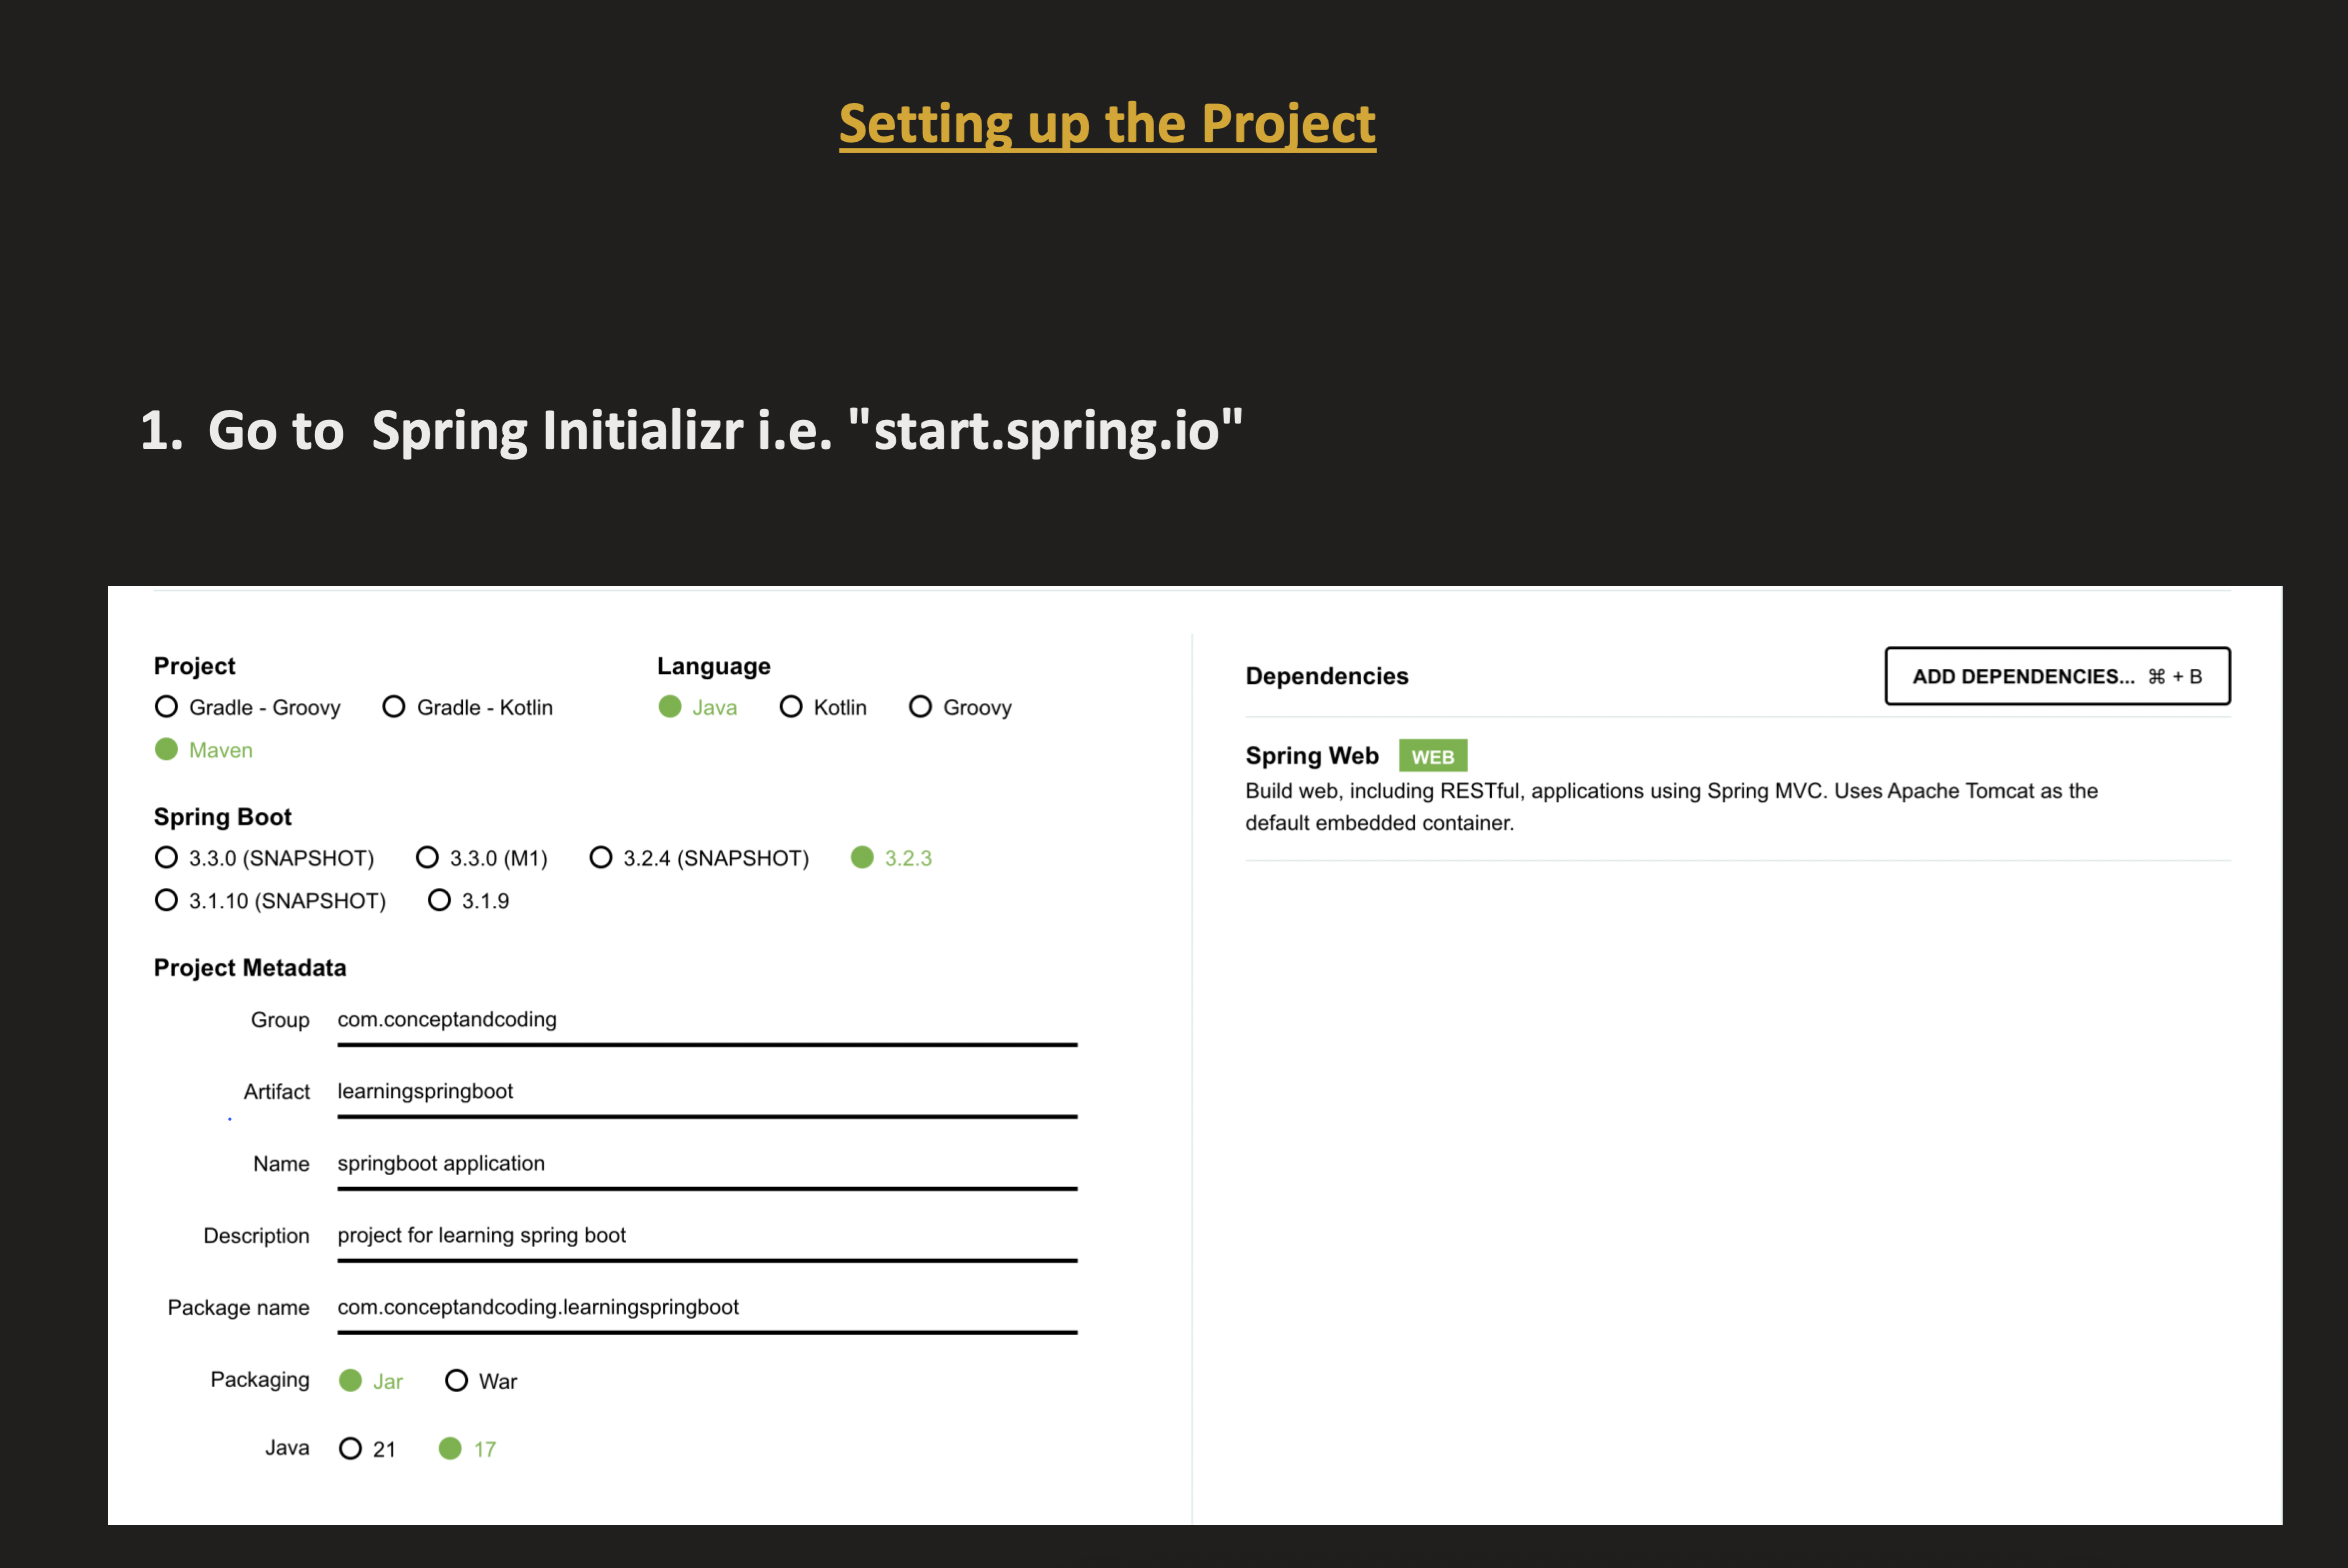 Setting up the Project
1. Go to Spring Initializr i.e. "start.spring.io"
Project
Gradle - Groovy Gradle - Kotlin
Maven
Language
Java Kotlin Groovy
Spring Boot
3.3.0 (SNAPSHOT) 3.3.0 (M1) 3.2.4 (SNAPSHOT) 3.2.3
3.1.10 (SNAPSHOT) 3.1.9
Project Metadata
Group com.conceptandcoding
Artifact learningspringboot
Name springboot application
Description project for learning spring boot
Package name com.conceptandcoding.learningspringboot
Packaging Jar War
Java 21 17
Dependencies ADD DEPENDENCIES... ⌘ + B
Spring Web WEB
Build web, including RESTful, applications using Spring MVC. Uses Apache Tomcat as the
default embedded container.